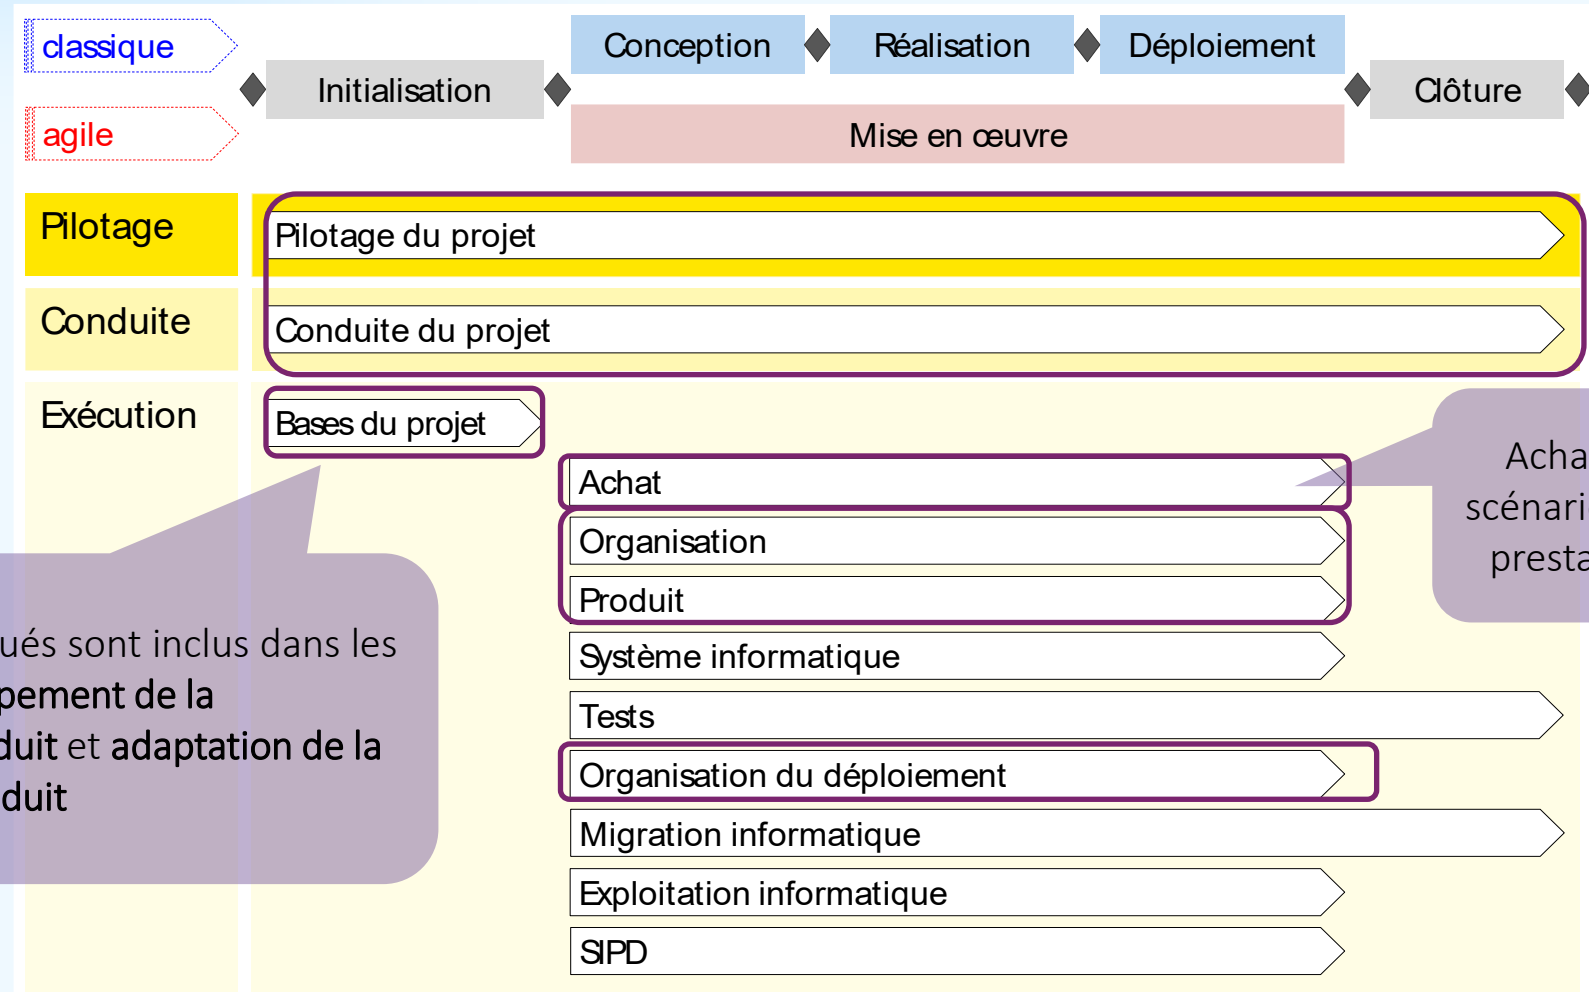 classique
Conception
Réalisation
Déploiement
Initialisation
Clôture
agile
Mise en œuvre
Pilotage
Pilotage du projet
Conduite
Conduite du projet
Exécution
Bases du projet
Achat
Organisation
Produit
Système informatique
Tests
Organisation du déploiement
Migration informatique
Exploitation informatique
SIPD
sont inclus dans les
de la
et adaptation de la